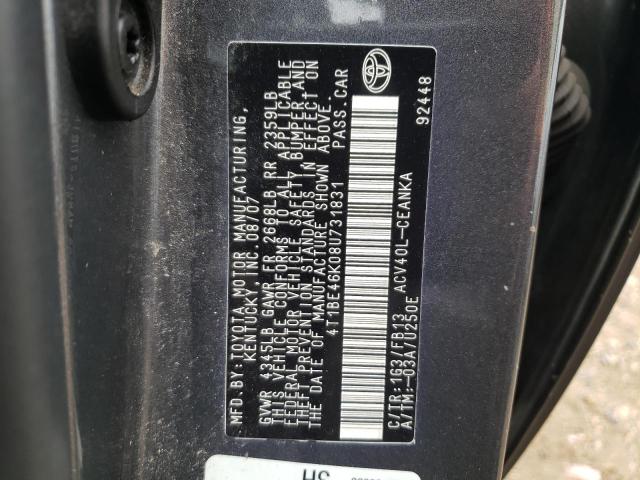 MFD. BY: TOYOTA MOTOR MANUFACTURING,
KENTUCKY, INC. 08/07
GVWR 4345LB GAWR FR 2668LB RR 2359LB
THIS VEHICLE CONFORMS TO ALL APPLICABLE
FEDERAL MOTOR VEHICLE SAFETY, BUMPER AND
THEFT PREVENTION STANDARDS IN EFFECT ON
THE DATE OF MANUFACTURE SHOWN ABOVE.
4T1BE46K08U731831 PASS. CAR
C/TR: 1G3/FB13 ACV40L-CEANKA
A/TM:-03A/U250E
92448
HS